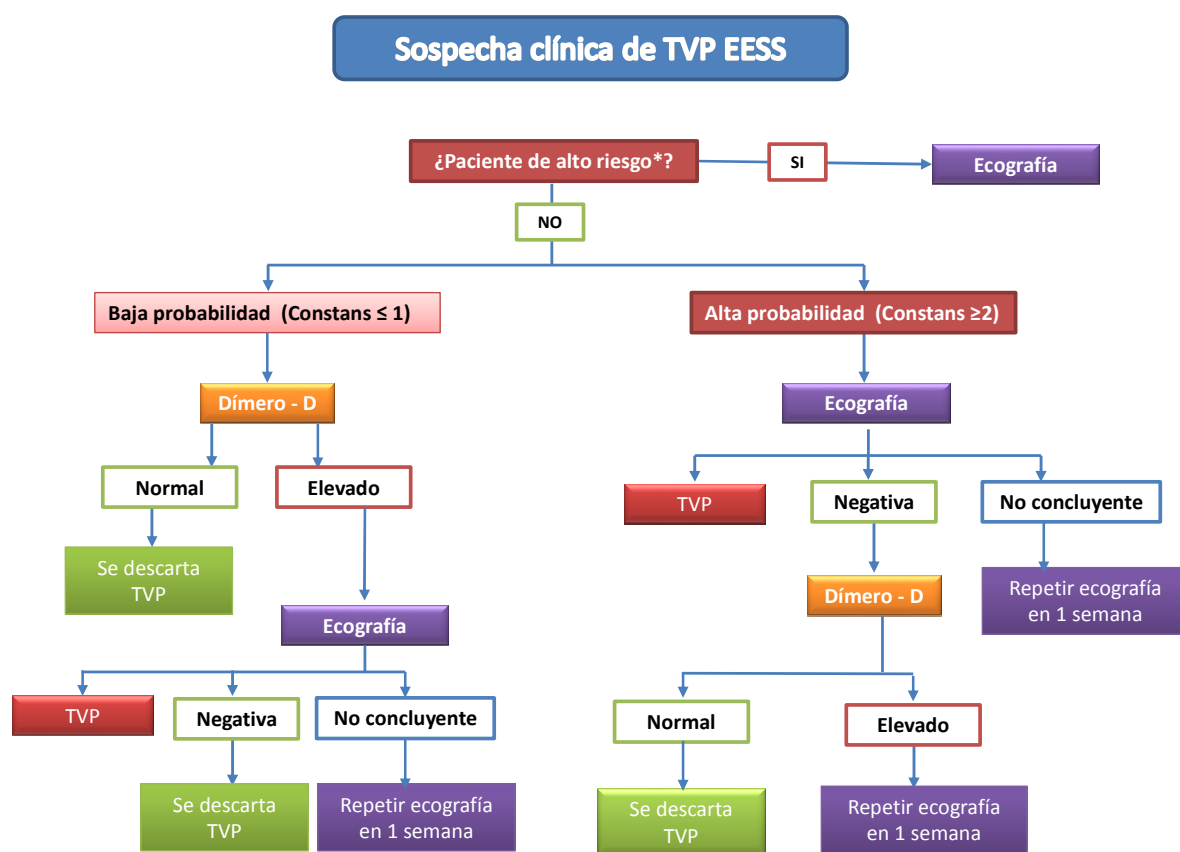 Sospecha clínica de TVP EESS
¿Paciente de alto riesgo*?
SI
Ecografía
NO
Baja probabilidad (Constans ≤ 1)
Alta probabilidad (Constans ≥2)
Dímero - D
Ecografía
Normal
Elevado
TVP
Negativa
No concluyente
Se descarta
TVP
Dímero - D
Repetir ecografía
en 1 semana
Ecografía
TVP
Negativa
No concluyente
Normal
Elevado
Se descarta
TVP
Repetir ecografía
en 1 semana
Se descarta
TVP
Repetir ecografía
en 1 semana